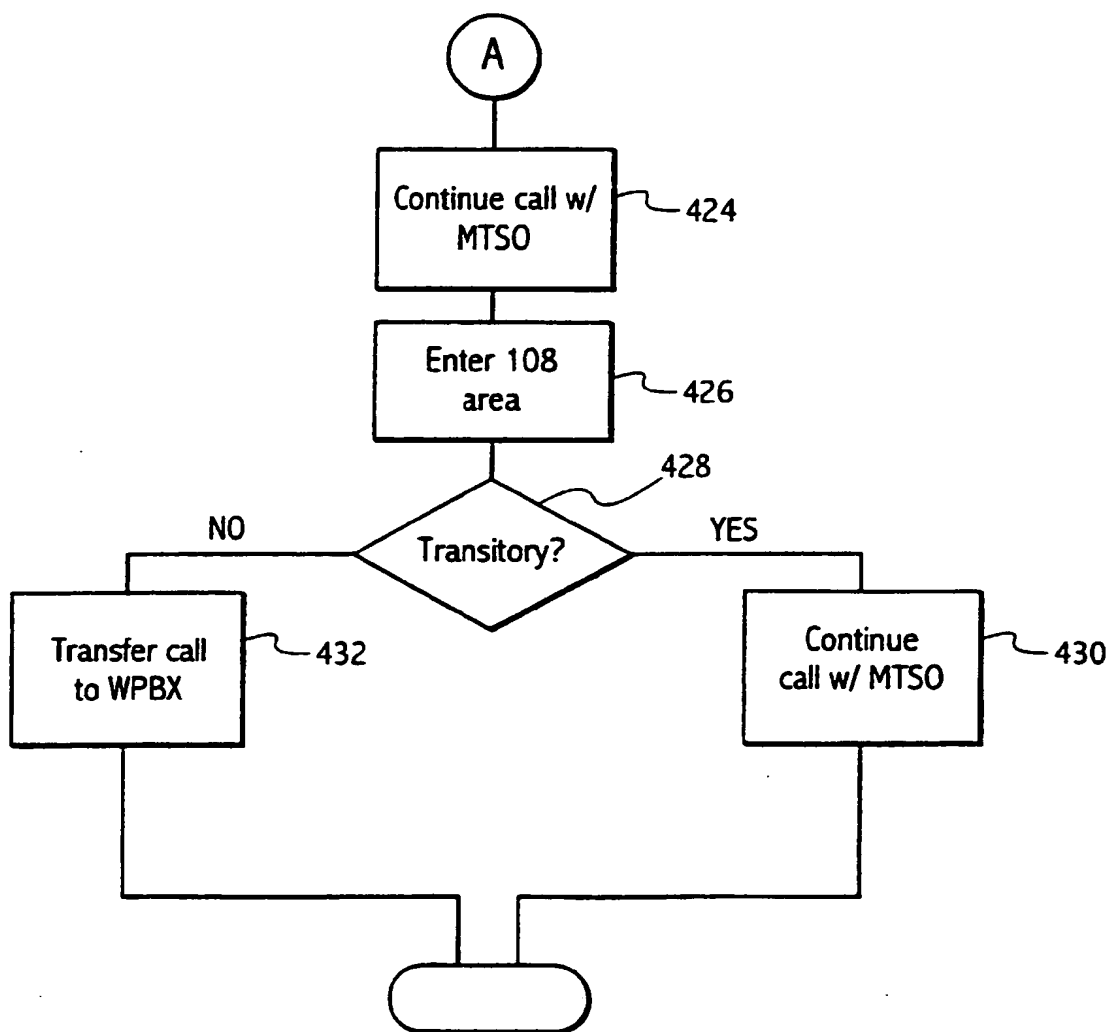 A
Continue call w/
MTSO
424
Enter 108
area
426
428
NO
Transitory?
YES
Transfer call
to WPBX
432
Continue
call w/ MTSO
430